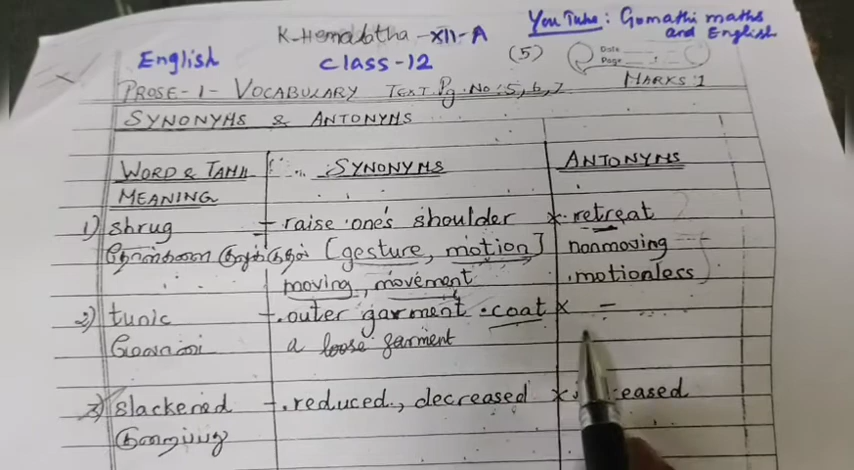 K-Hemalatha-XII-A
YouTube: Gomathi maths
and English
English
Class-12
(5)
Date
Page
PROSE-1- VOCABULARY TEXT. Pg. No: 5, 6, 7
MARKS: 1
SYNONYMS & ANTONYMS
WORD & TAMIL SYNONYMS ANTONYMS
MEANING
1) shrug - raise one's shoulder × retreat
[gesture, motion] nonmoving
moving, movement motionless
2) tunic - outer garment coat × -
a loose garment
3) slackened - reduced, decreased ×